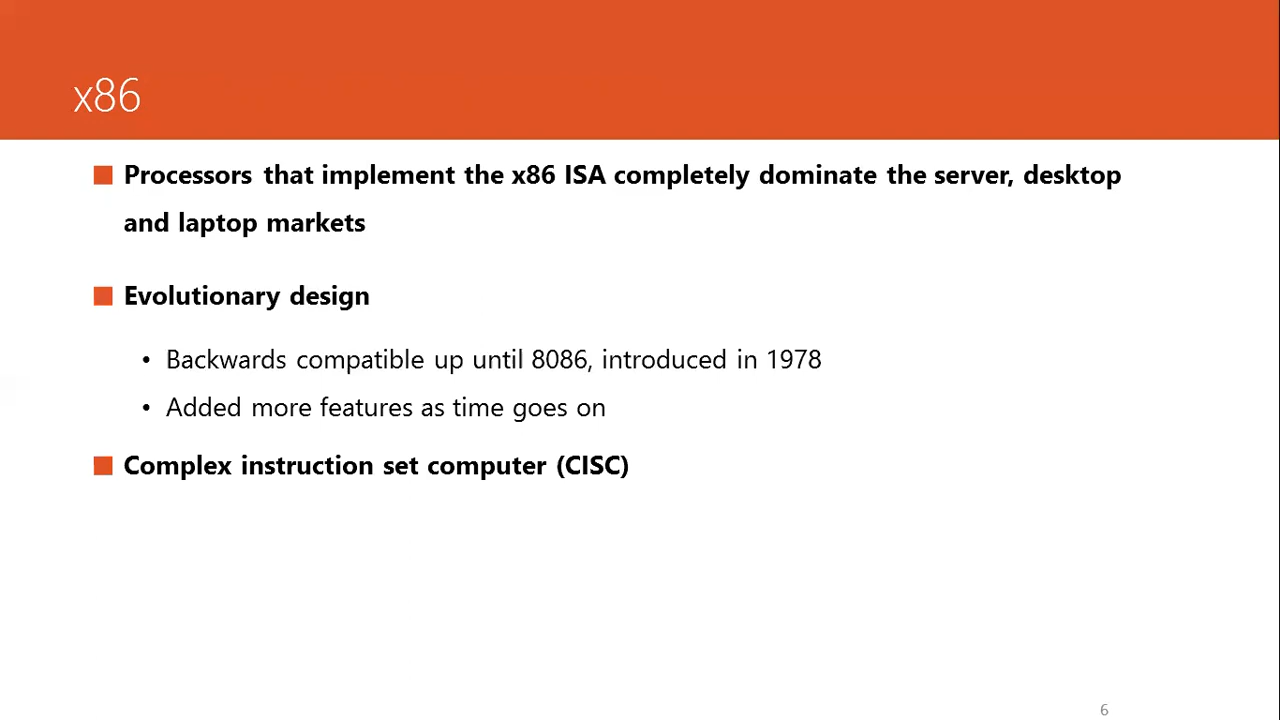 x86
Processors that implement the x86 ISA completely dominate the server, desktop
and laptop markets
Evolutionary design
• Backwards compatible up until 8086, introduced in 1978
• Added more features as time goes on
Complex instruction set computer (CISC)
6